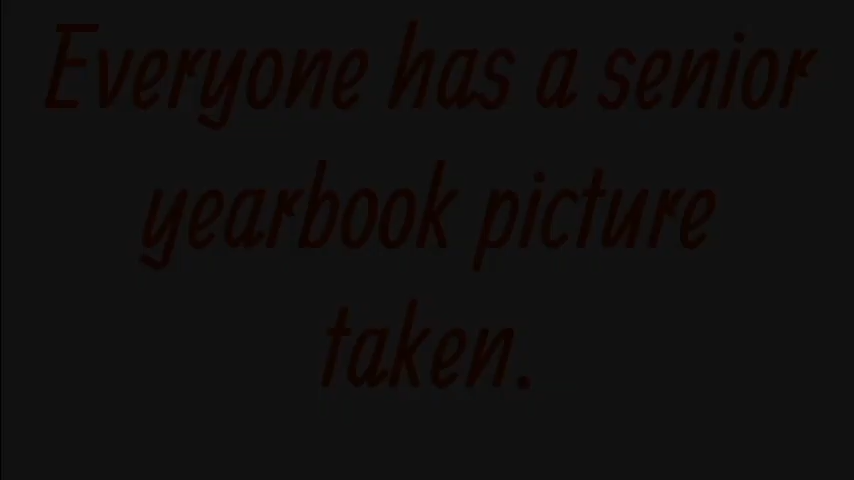 Everyone has a senior
yearbook picture
taken.